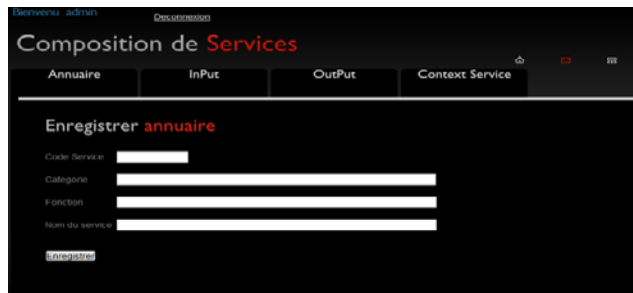 Bienvenu admin Deconnexion
Composition de Services
Annuaire InPut OutPut Context Service
Enregistrer annuaire
Code Service
Categorie
Fonction
Nom du service
Enregistrer